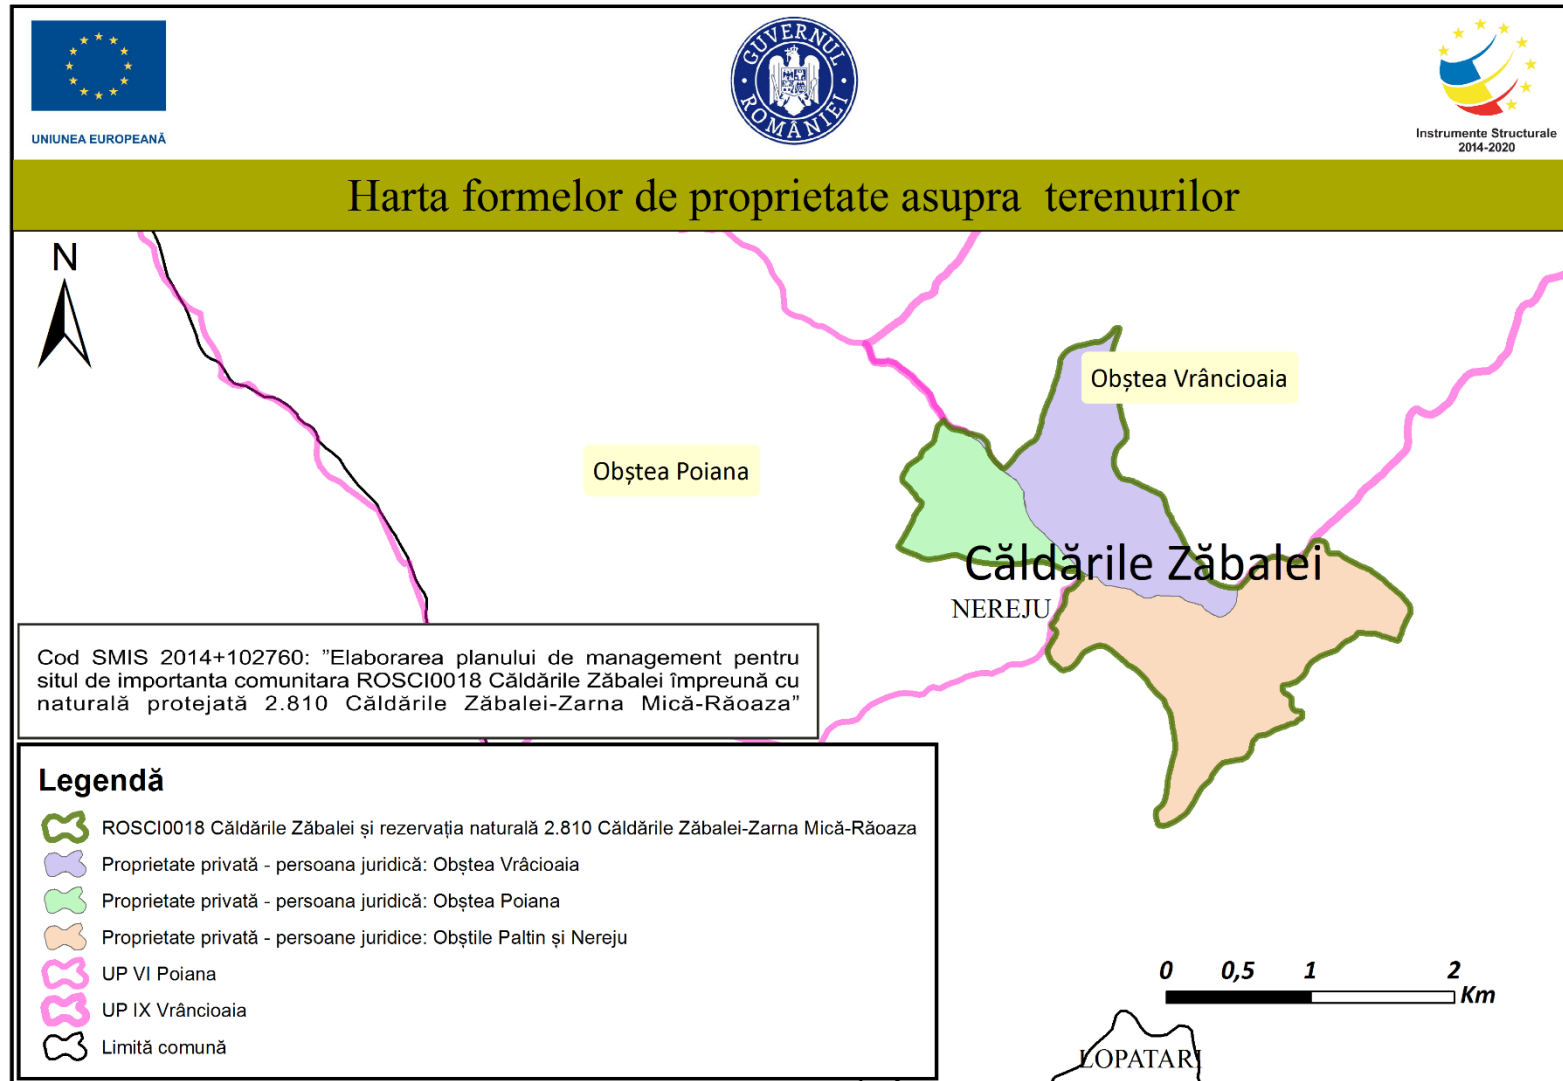 UNIUNEA EUROPEANĂ
GUVERNUL ROMÂNIEI
Instrumente Structurale
2014-2020
Harta formelor de proprietate asupra terenurilor
N
Obștea Vrâncioaia
Obștea Poiana
Căldările Zăbalei
NEREJU
Cod SMIS 2014+102760: ”Elaborarea planului de management pentru
situl de importanta comunitara ROSCI0018 Căldările Zăbalei împreună cu
naturală protejată 2.810 Căldările Zăbalei-Zarna Mică-Răoaza”
Legendă
ROSCI0018 Căldările Zăbalei și rezervația naturală 2.810 Căldările Zăbalei-Zarna Mică-Răoaza
Proprietate privată - persoana juridică: Obștea Vrâcioaia
Proprietate privată - persoana juridică: Obștea Poiana
Proprietate privată - persoane juridice: Obștile Paltin și Nereju
UP VI Poiana
UP IX Vrâncioaia
Limită comună
0 0,5 1 2
Km
LOPATARI